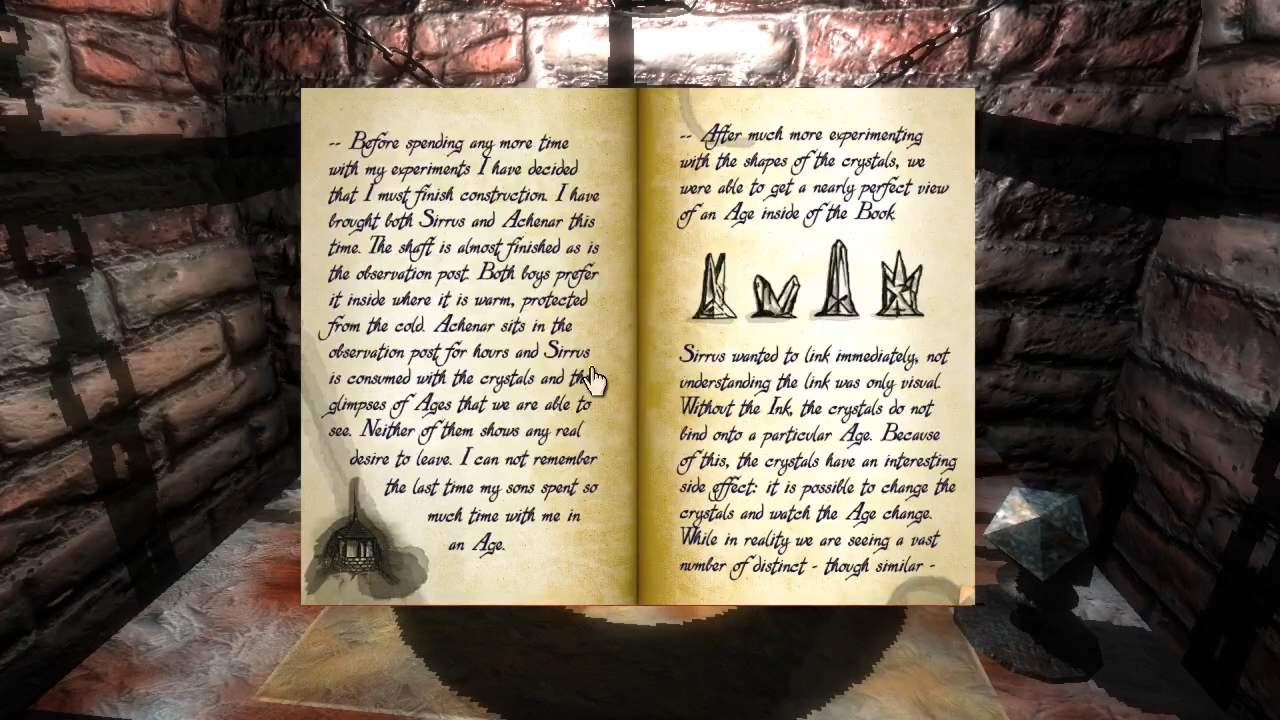 -- Before spending any more time
with my experiments I have decided
that I must finish construction. I have
brought both Sirrus and Achenar this
time. The shaft is almost finished as is
the observation post. Both boys prefer
it inside where it is warm, protected
from the cold. Achenar sits in the
observation post for hours and Sirrus
is consumed with the crystals and the
glimpses of Ages that we are able to
see. Neither of them shows any real
desire to leave. I can not remember
the last time my sons spent so
much time with me in
an Age.
-- After much more experimenting
with the shapes of the crystals, we
were able to get a nearly perfect view
of an Age inside of the Book
Sirrus wanted to link immediately, not
understanding the link was only visual.
Without the Ink, the crystals do not
bind onto a particular Age. Because
of this, the crystals have an interesting
side effect: it is possible to change the
crystals and watch the Age change.
While in reality we are seeing a vast
number of distinct - though similar -